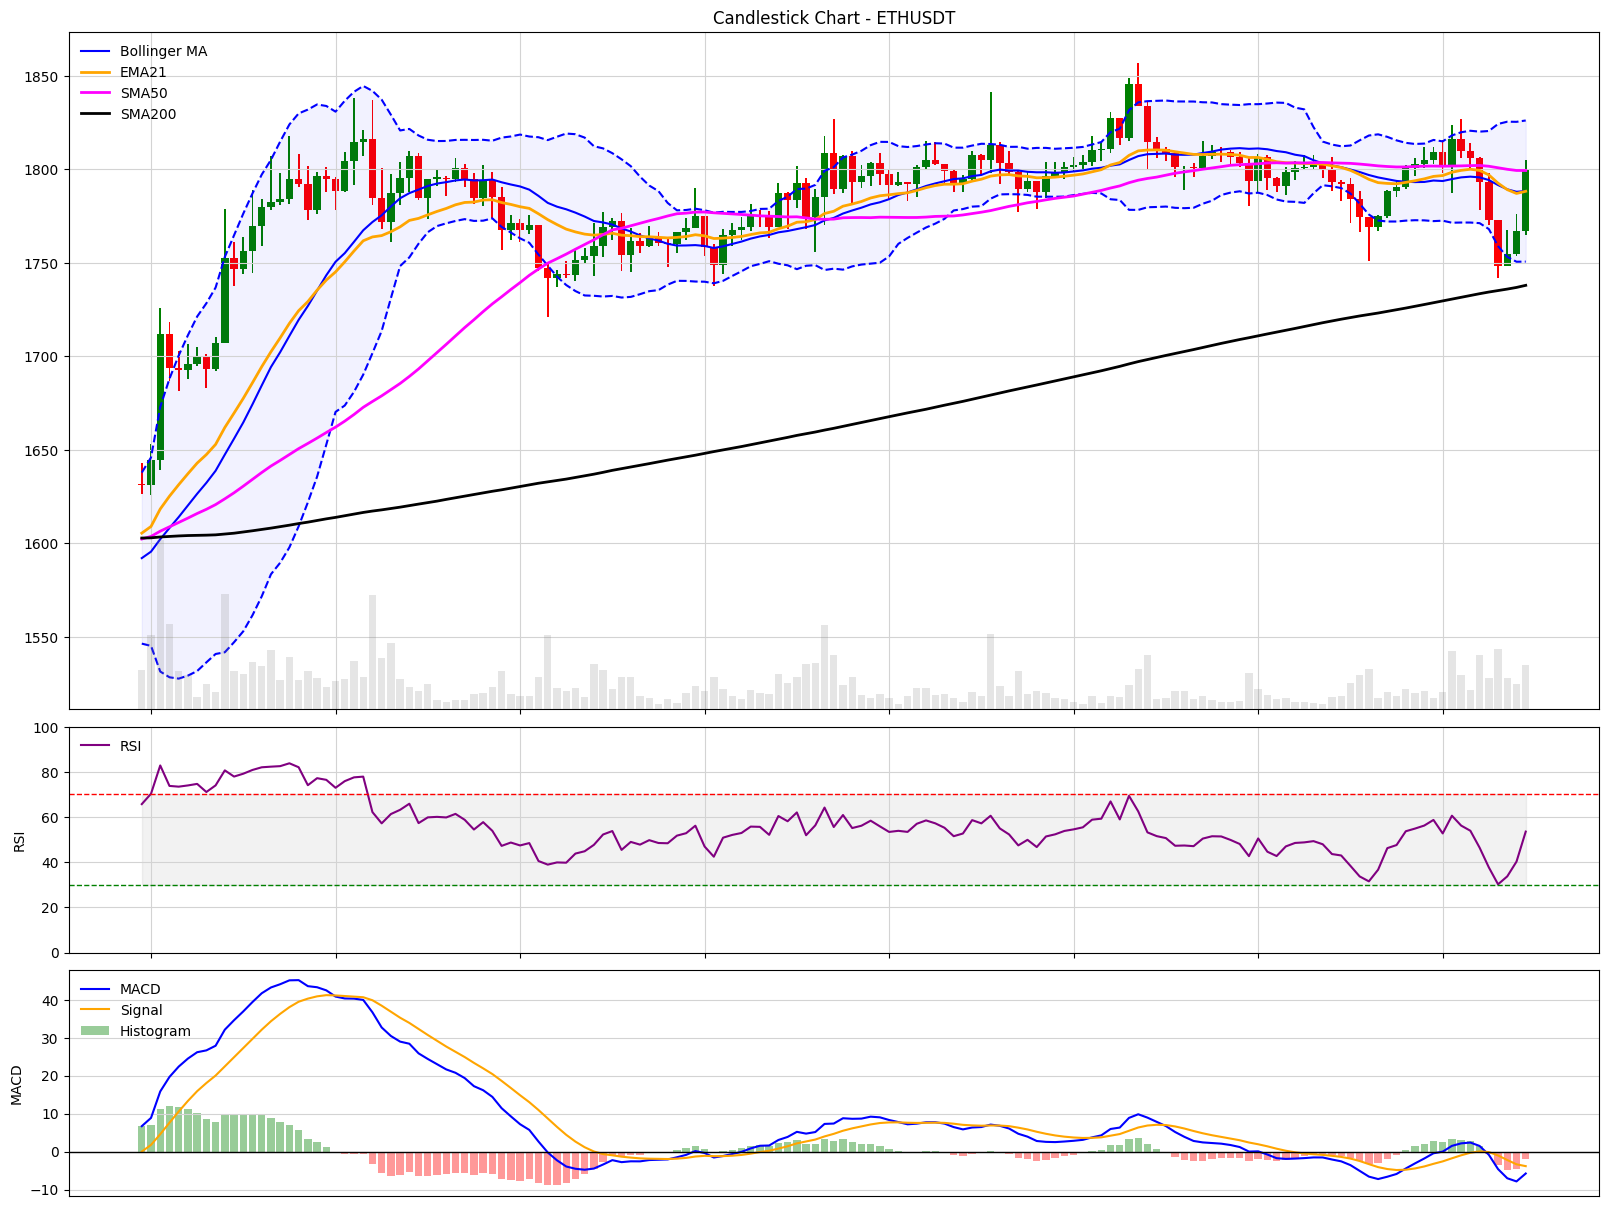 Candlestick Chart - ETHUSDT
Bollinger MA
EMA21
SMA50
SMA200
1850
1800
1750
1700
1650
1600
1550
RSI
RSI
100
80
60
40
20
0
MACD
Signal
Histogram
MACD
40
30
20
10
0
−10